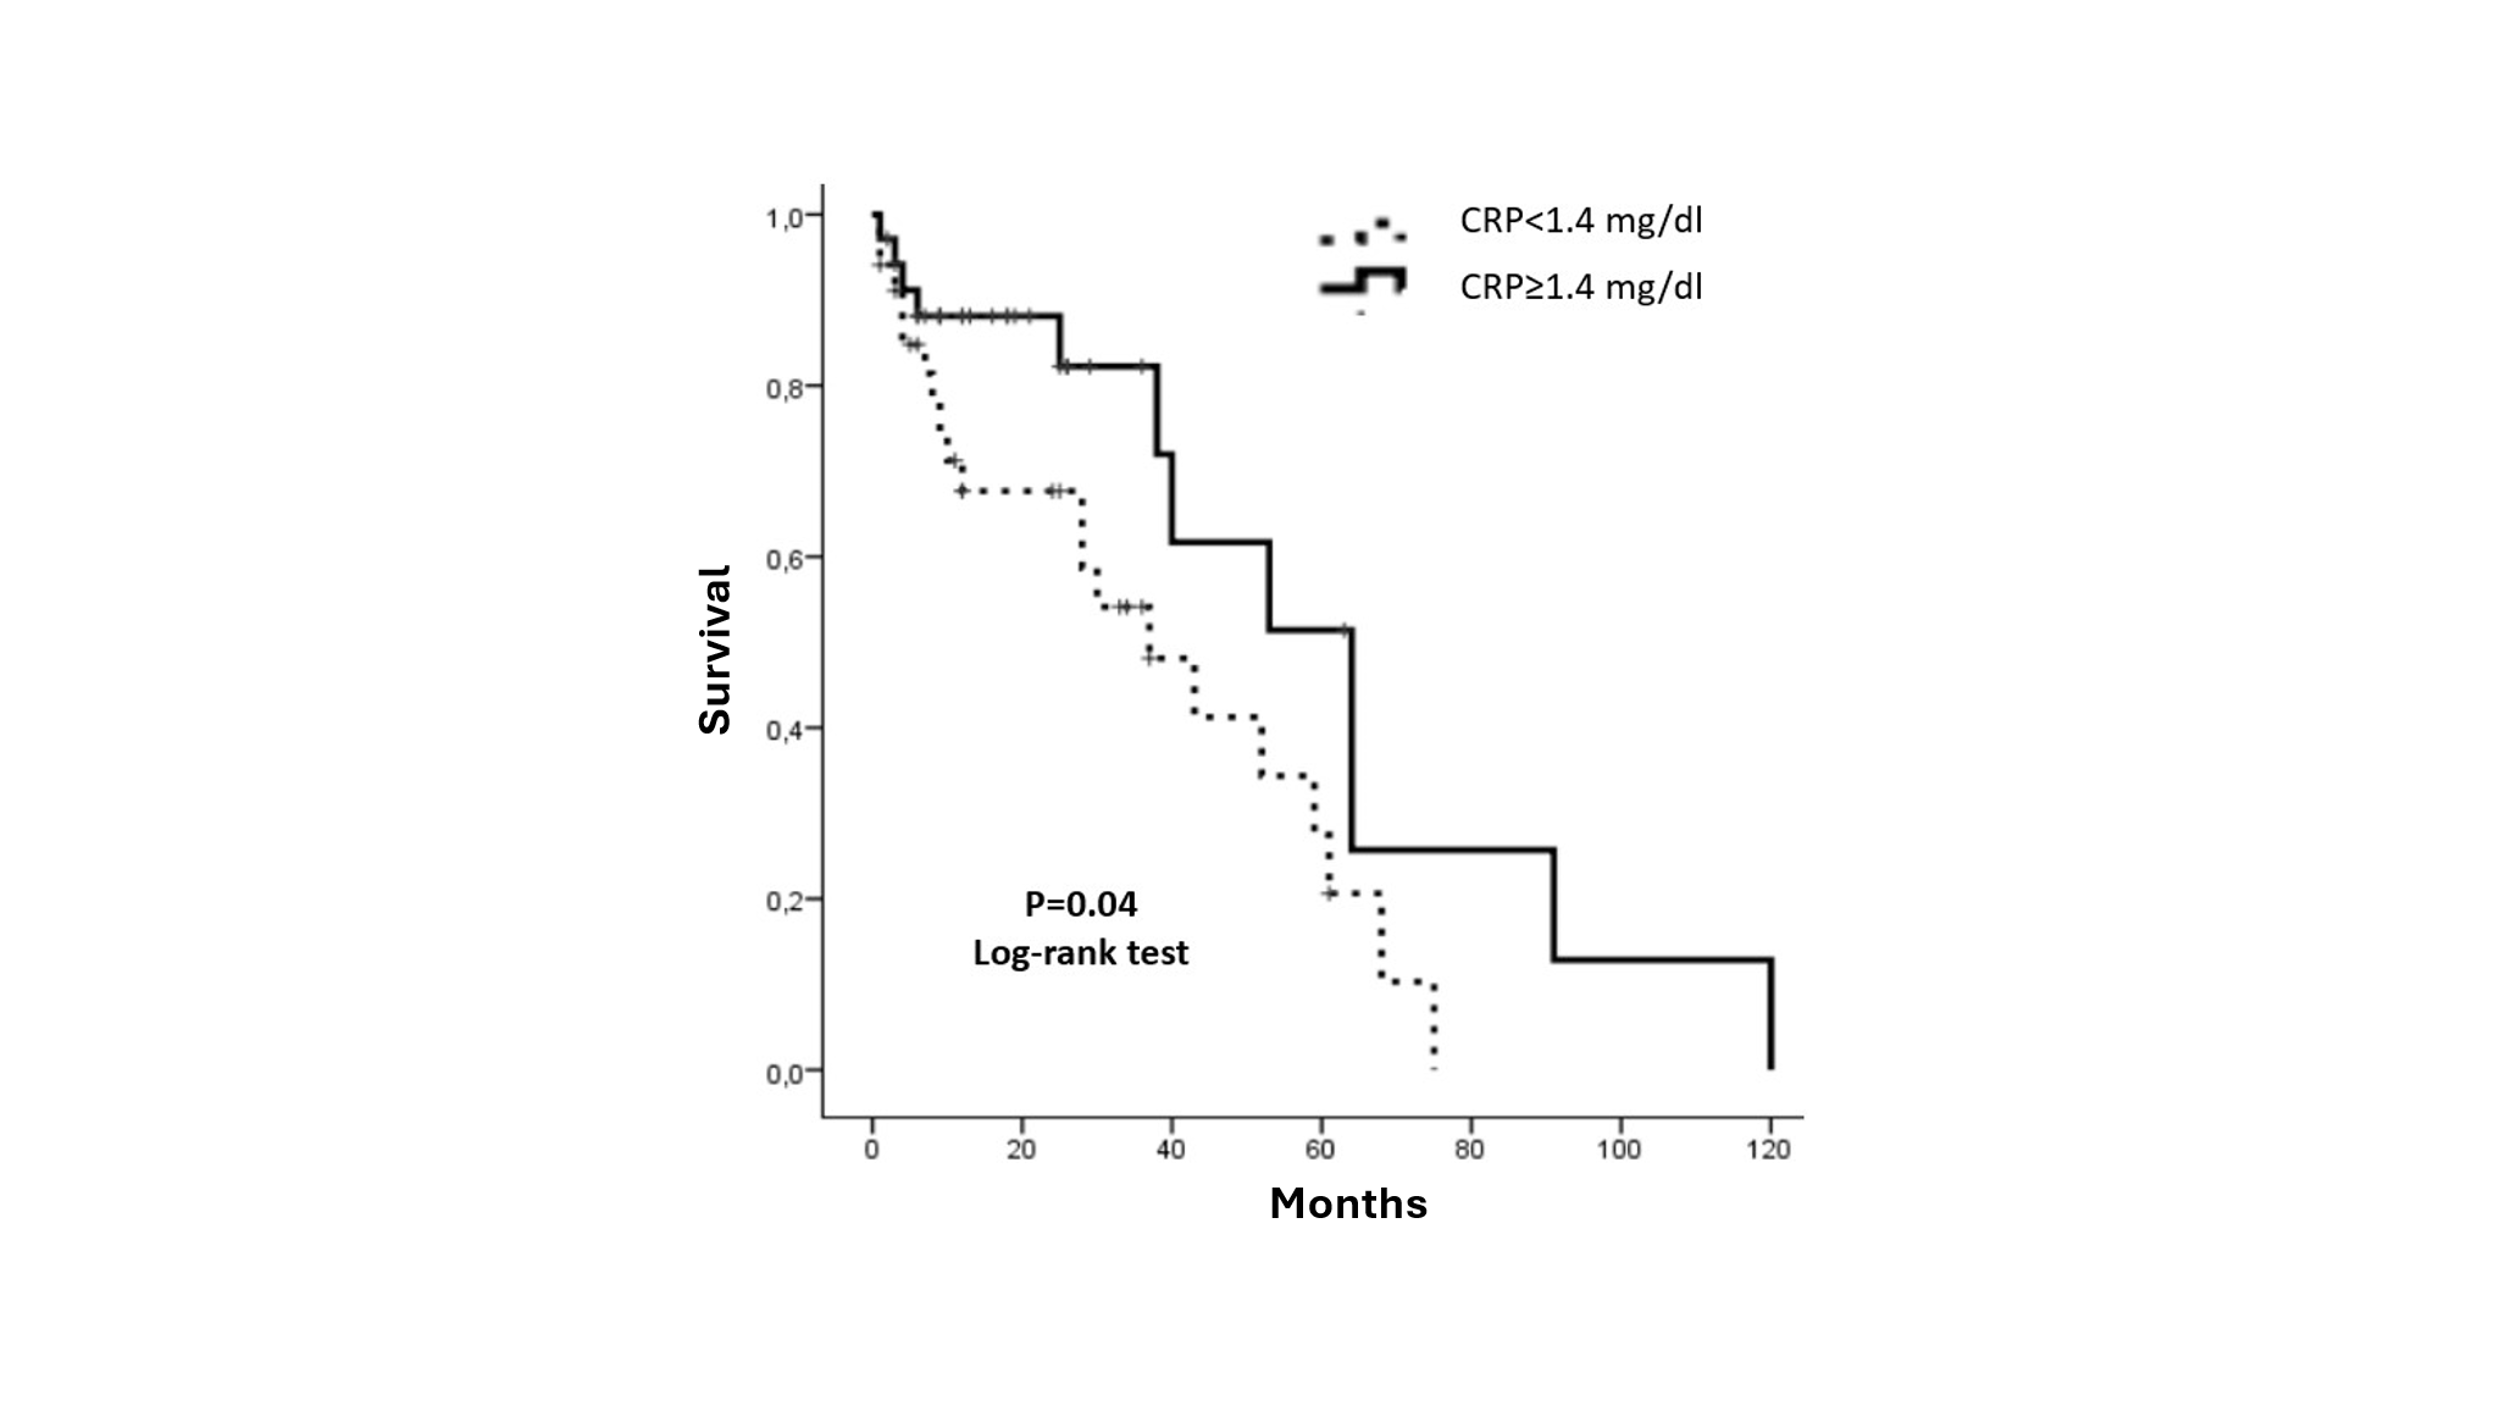 CRP<1.4 mg/dl
CRP≥1.4 mg/dl
1,0
0,8
0,6
0,4
0,2
0,0
Survival
P=0.04
Log-rank test
0 20 40 60 80 100 120
Months